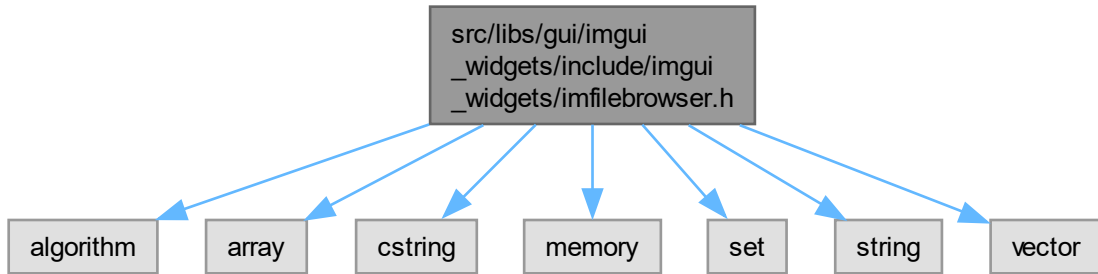 src/libs/gui/imgui
_widgets/include/imgui
_widgets/imfilebrowser.h
algorithm
array
cstring
memory
set
string
vector